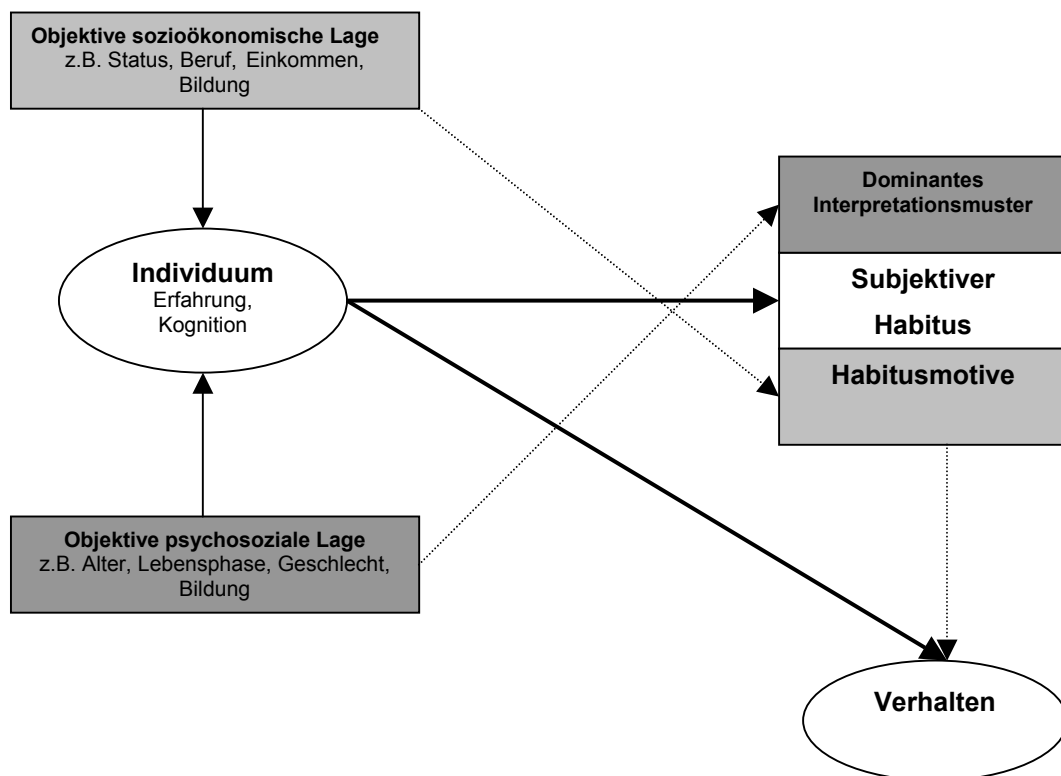 Objektive sozioökonomische Lage
z.B. Status, Beruf, Einkommen,
Bildung
Dominantes
Interpretationsmuster
Individuum
Erfahrung,
Kognition
Subjektiver
Habitus
Habitusmotive
Objektive psychosoziale Lage
z.B. Alter, Lebensphase, Geschlecht,
Bildung
Verhalten